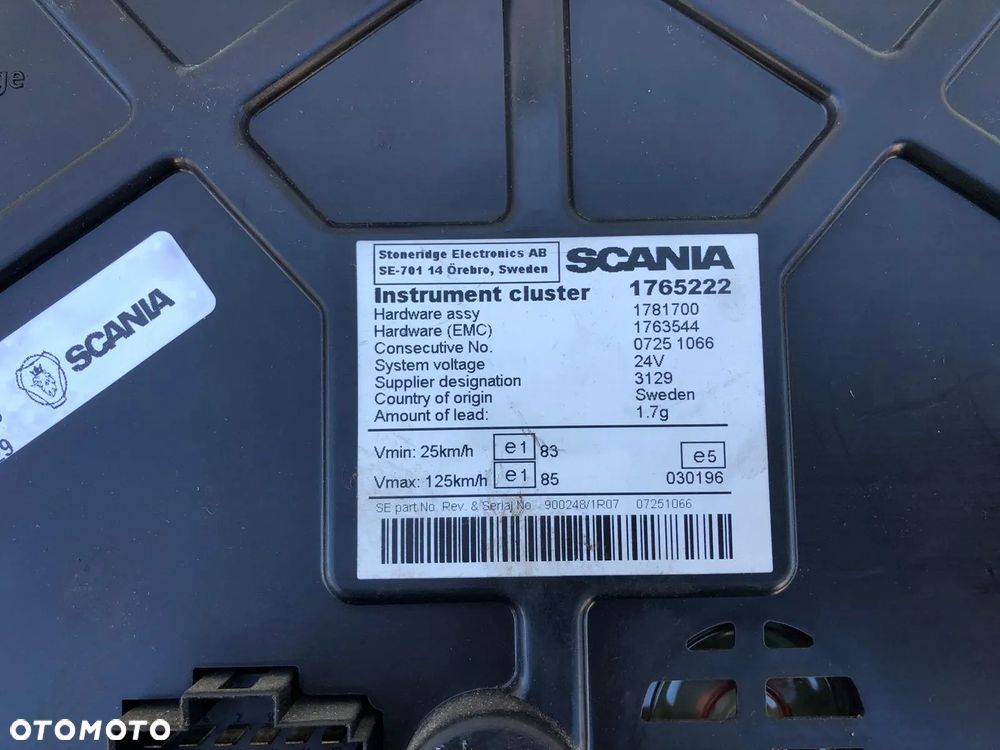 ge
Stoneridge Electronics AB
SE-701 14 Örebro, Sweden
SCANIA
Instrument cluster 1765222
Hardware assy 1781700
Hardware (EMC) 1763544
Consecutive No. 0725 1066
System voltage 24V
Supplier designation 3129
Country of origin Sweden
Amount of lead: 1.7g
Vmin: 25km/h e1 83 e5
Vmax: 125km/h e1 85 030196
SE part No. Rev. & Serial No. 900248/1R07 07251066
SCANIA
9
OTOMOTO